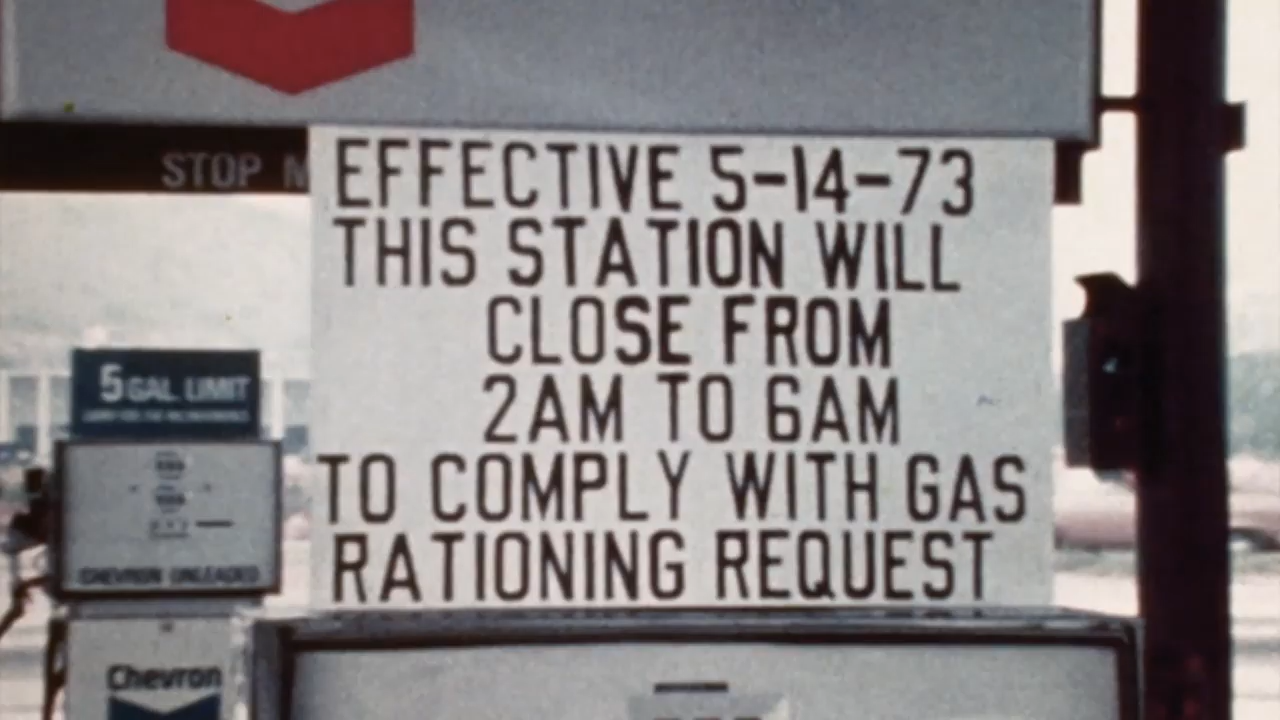 STOP
EFFECTIVE 5-14-73
THIS STATION WILL
CLOSE FROM
2AM TO 6AM
TO COMPLY WITH GAS
RATIONING REQUEST
5 GAL LIMIT
CHEVRON UNLEADED
Chevron